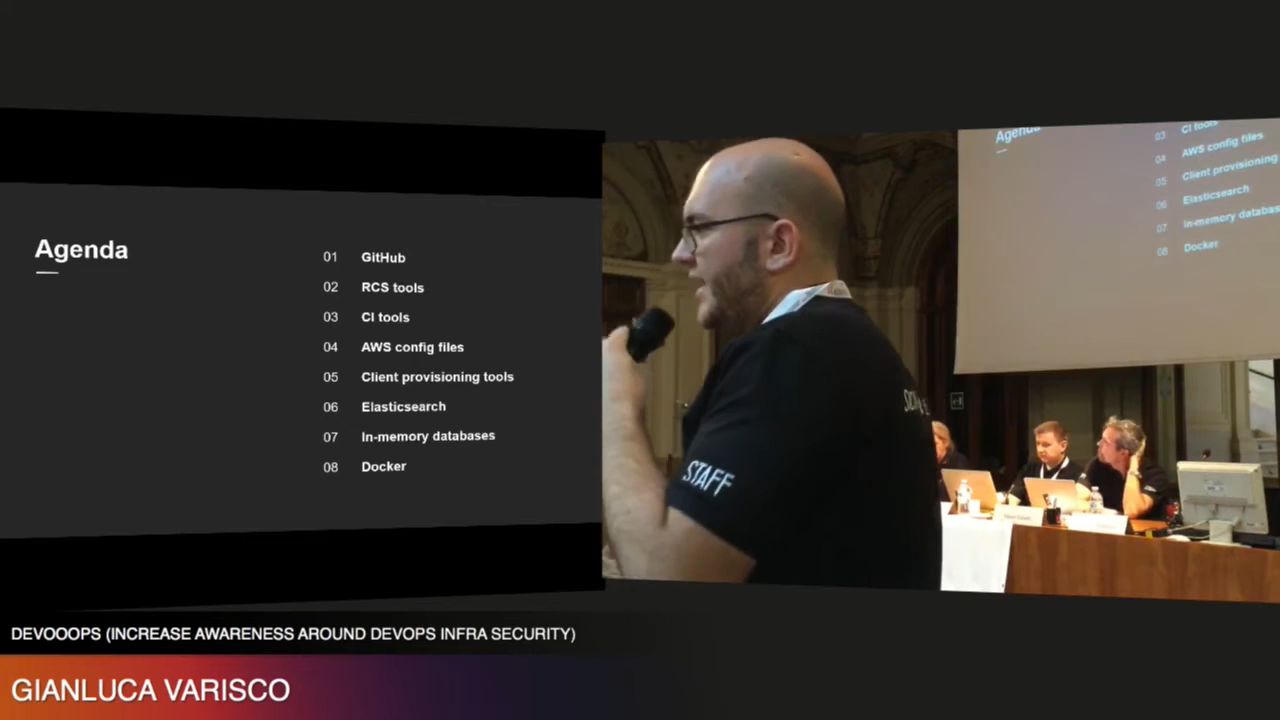 Agenda
01 GitHub
02 RCS tools
03 CI tools
04 AWS config files
05 Client provisioning tools
06 Elasticsearch
07 In-memory databases
08 Docker
Agenda
03 CI tools
04 AWS config files
05 Client provisioning
06 Elasticsearch
07 In-memory databas
08 Docker
STAFF
DEVOOOPS (INCREASE AWARENESS AROUND DEVOPS INFRA SECURITY)
GIANLUCA VARISCO